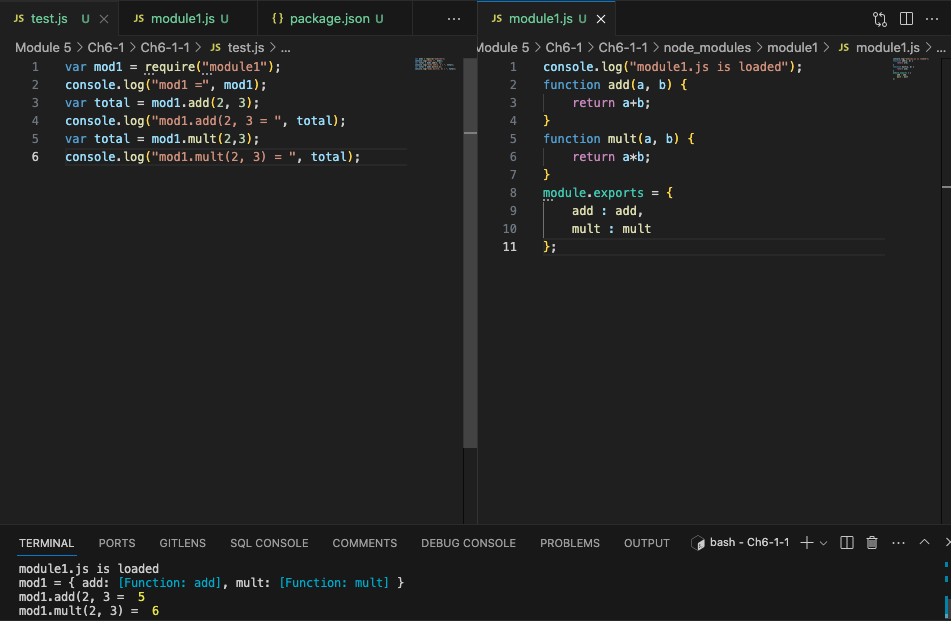 JS test.js U × JS module1.js U {} package.json U ...
Module 5 > Ch6-1 > Ch6-1-1 > JS test.js > ...
1 var mod1 = require("module1");
2 console.log("mod1 =", mod1);
3 var total = mod1.add(2, 3);
4 console.log("mod1.add(2, 3 = ", total);
5 var total = mod1.mult(2,3);
6 console.log("mod1.mult(2, 3) = ", total);
JS module1.js U × ...
Module 5 > Ch6-1 > Ch6-1-1 > node_modules > module1 > JS module1.js > ...
1 console.log("module1.js is loaded");
2 function add(a, b) {
3 return a+b;
4 }
5 function mult(a, b) {
6 return a*b;
7 }
8 module.exports = {
9 add : add,
10 mult : mult
11 };
TERMINAL PORTS GITLENS SQL CONSOLE COMMENTS DEBUG CONSOLE PROBLEMS OUTPUT bash - Ch6-1-1 ...
module1.js is loaded
mod1 = { add: [Function: add], mult: [Function: mult] }
mod1.add(2, 3 = 5
mod1.mult(2, 3) = 6